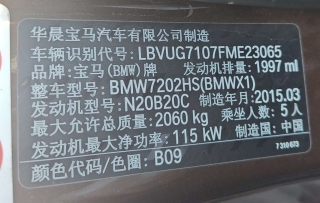 华晨宝马汽车有限公司制造
车辆识别代号: LBVUG7107FME23065
品牌: 宝马(BMW)牌 发动机排量: 1997 ml
整车型号: BMW7202HS(BMWX1)
发动机型号: N20B20C 制造年月: 2015.03
最大允许总质量: 2060 kg 乘坐人数: 5人
发动机最大净功率: 115 kW 制造国: 中国
颜色代码/色圈: B09 7 310 673